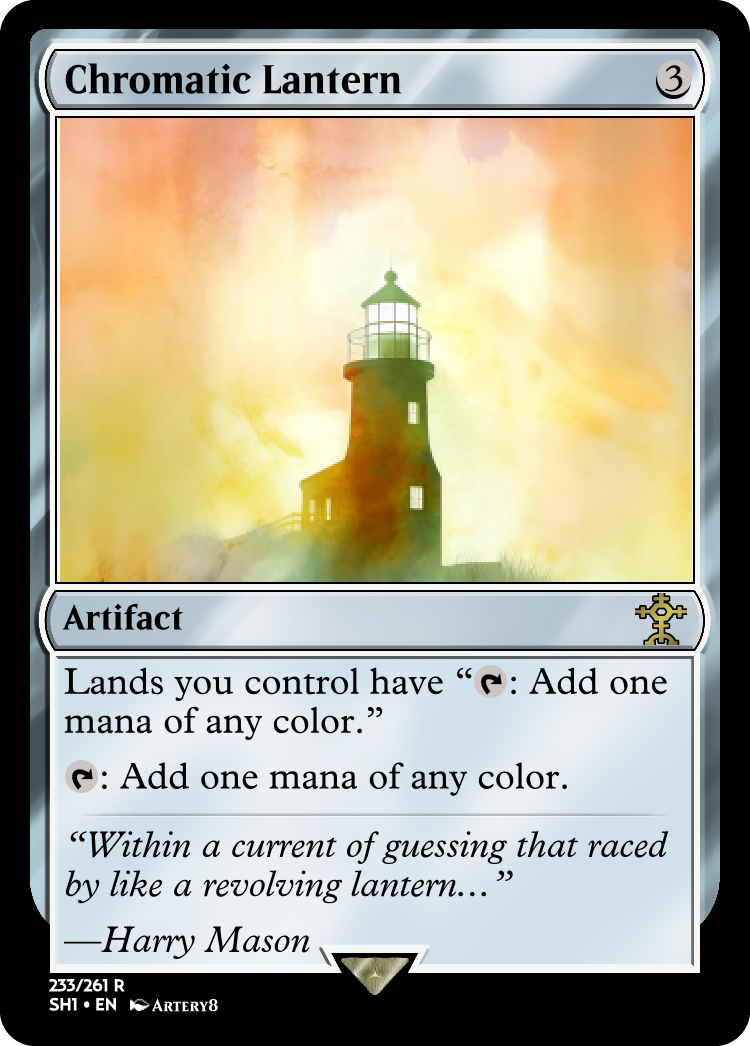 Chromatic Lantern 3
Artifact
Lands you control have “: Add one
mana of any color.”
: Add one mana of any color.
“Within a current of guessing that raced
by like a revolving lantern…”
—Harry Mason
233/261 R
SH1 • EN Artery8